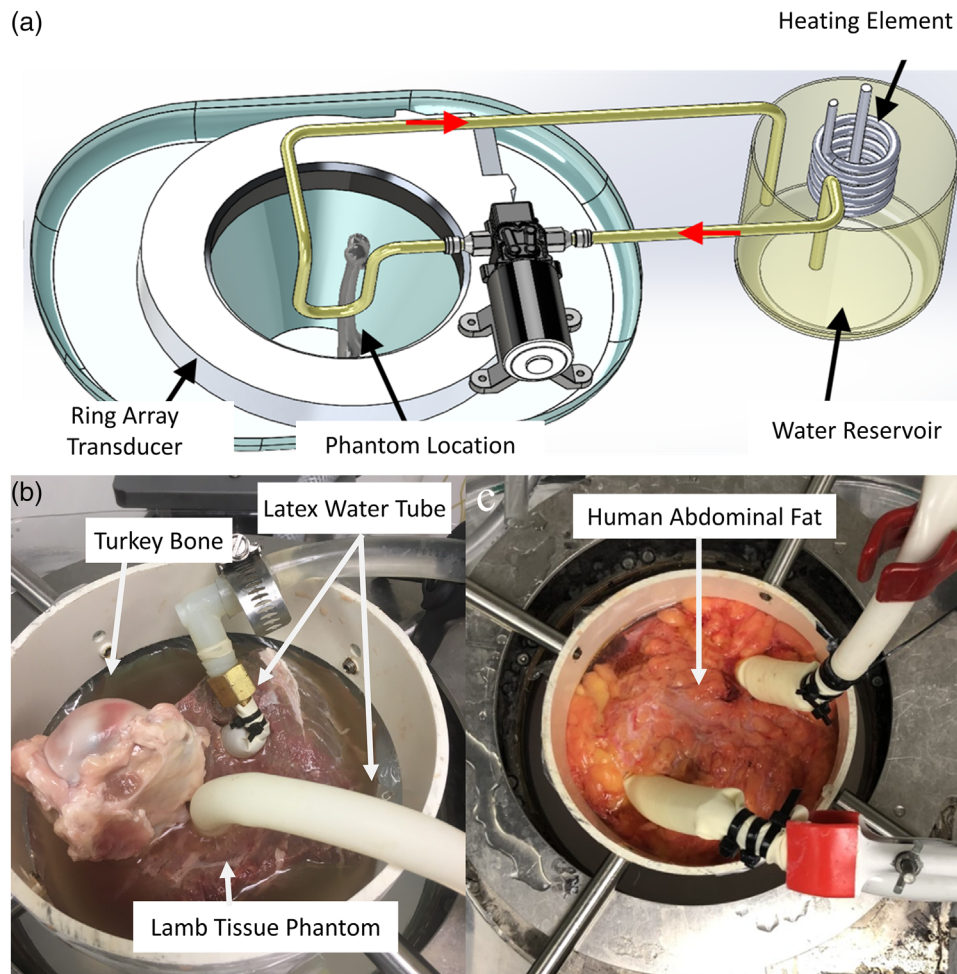 (a)
Heating Element
Ring Array
Transducer
Phantom Location
Water Reservoir
(b)
Latex Water Tube
Turkey Bone
Lamb Tissue Phantom
c
Human Abdominal Fat